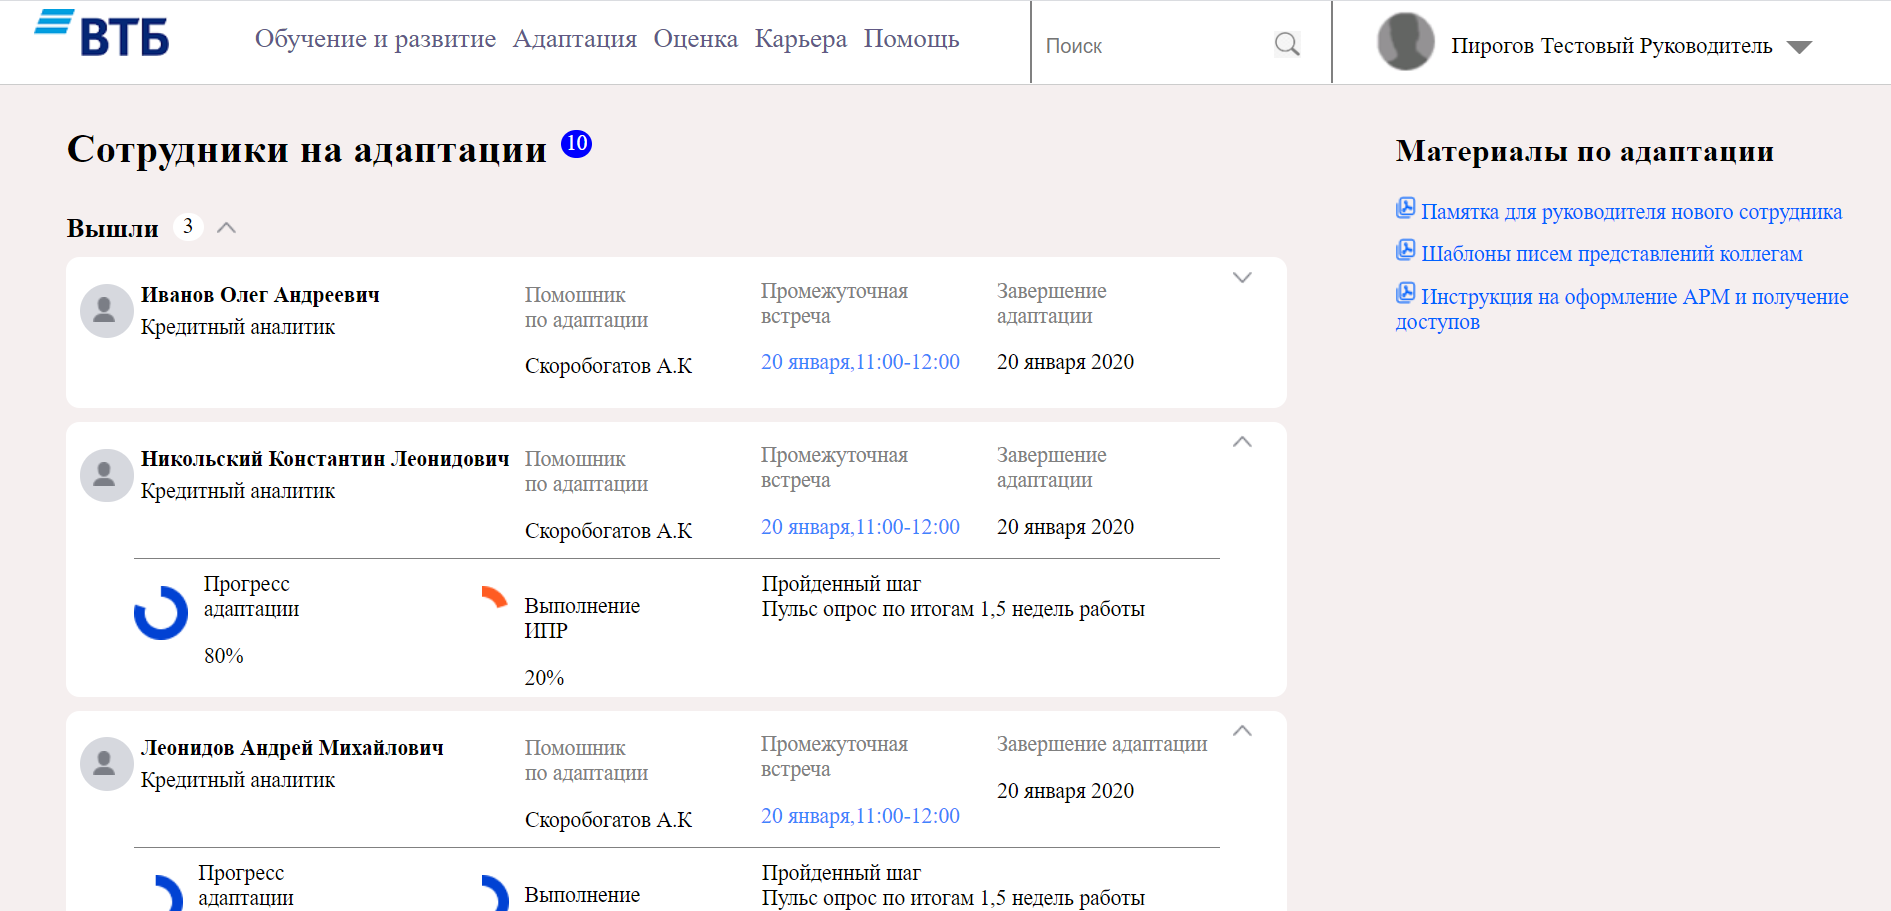 ВТБ
Обучение и развитие Адаптация Оценка Карьера Помощь
Поиск
Пирогов Тестовый Руководитель
Сотрудники на адаптации 10
Вышли 3
Иванов Олег Андреевич
Кредитный аналитик
Помошник
по адаптации
Скоробогатов А.К
Промежуточная
встреча
20 января,11:00-12:00
Завершение
адаптации
20 января 2020
Никольский Константин Леонидович
Кредитный аналитик
Помошник
по адаптации
Скоробогатов А.К
Промежуточная
встреча
20 января,11:00-12:00
Завершение
адаптации
20 января 2020
Прогресс
адаптации
80%
Выполнение
ИПР
20%
Пройденный шаг
Пульс опрос по итогам 1,5 недель работы
Леонидов Андрей Михайлович
Кредитный аналитик
Помошник
по адаптации
Скоробогатов А.К
Промежуточная
встреча
20 января,11:00-12:00
Завершение адаптации
20 января 2020
Прогресс
адаптации
Выполнение
Пройденный шаг
Пульс опрос по итогам 1,5 недель работы
Материалы по адаптации
Памятка для руководителя нового сотрудника
Шаблоны писем представлений коллегам
Инструкция на оформление АРМ и получение
доступов